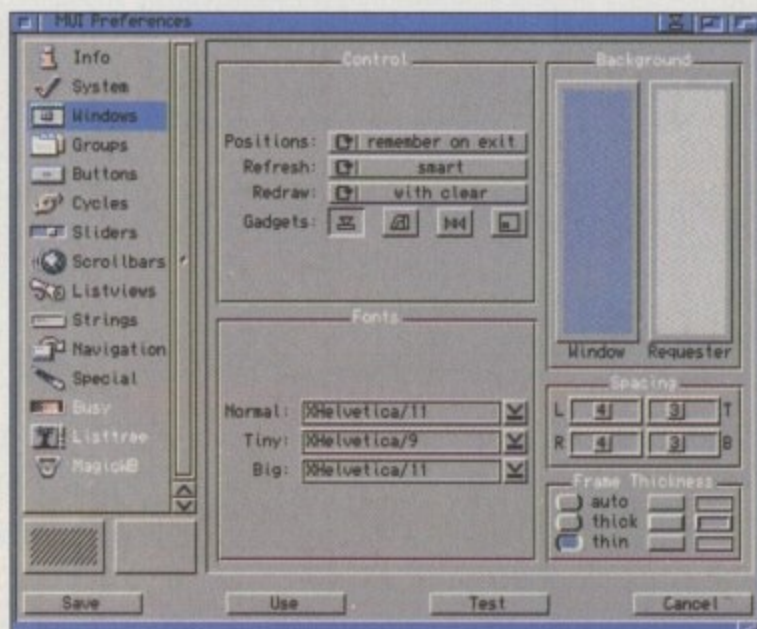 MUI Preferences
Info
System
Windows
Groups
Buttons
Cycles
Sliders
Scrollbars
Listviews
Strings
Navigation
Special
Busy
Listtree
MagicWB
Control
Positions: remember on exit
Refresh: smart
Redraw: with clear
Gadgets:
Fonts
Normal: XHelvetica/11
Tiny: XHelvetica/9
Big: XHelvetica/11
Background
Window Requester
Spacing
L 4 3 T
R 4 3 B
Frame Thickness
auto
thick
thin
Save Use Test Cancel